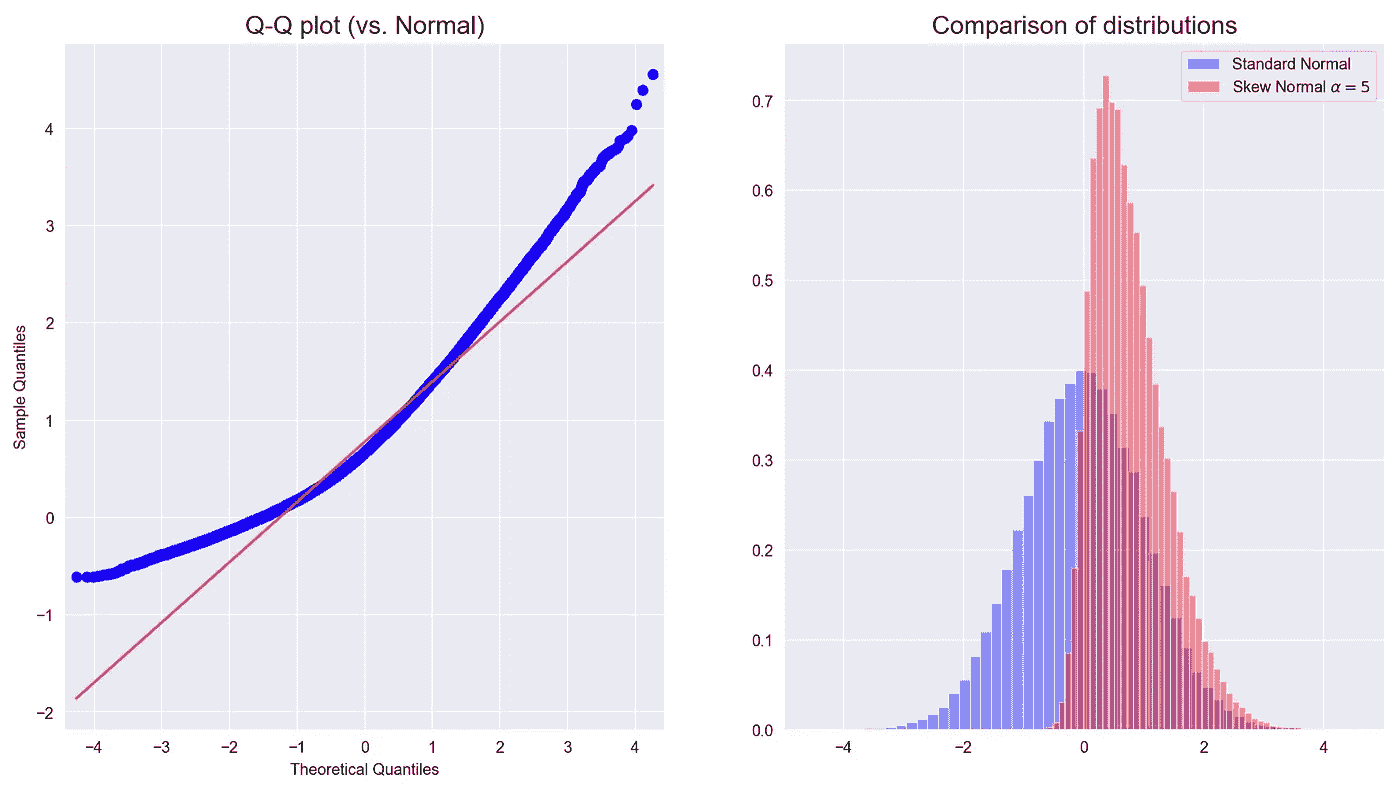 Q-Q plot (vs. Normal)
4
3
2
1
0
−1
−2
Sample Quantiles
−4 −3 −2 −1 0 1 2 3 4
Theoretical Quantiles
Comparison of distributions
Standard Normal
Skew Normal α = 5
0.7
0.6
0.5
0.4
0.3
0.2
0.1
0.0
−4 −2 0 2 4